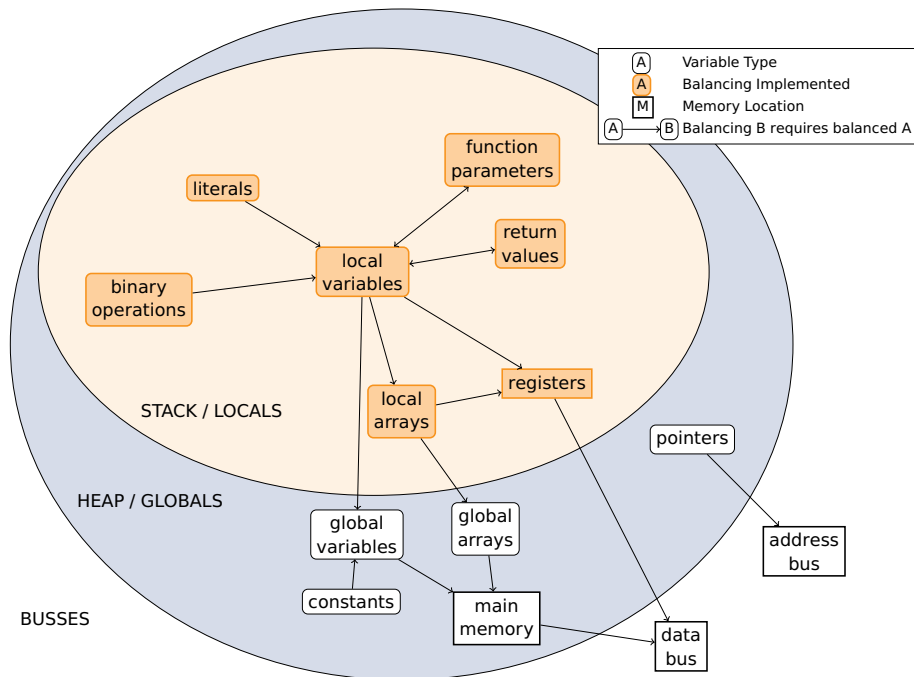 A Variable Type
A Balancing Implemented
M Memory Location
A B Balancing B requires balanced A
function
parameters
literals
return
values
local
variables
binary
operations
registers
local
arrays
STACK / LOCALS
pointers
HEAP / GLOBALS
global
variables
global
arrays
address
bus
constants
main
memory
BUSSES
data
bus